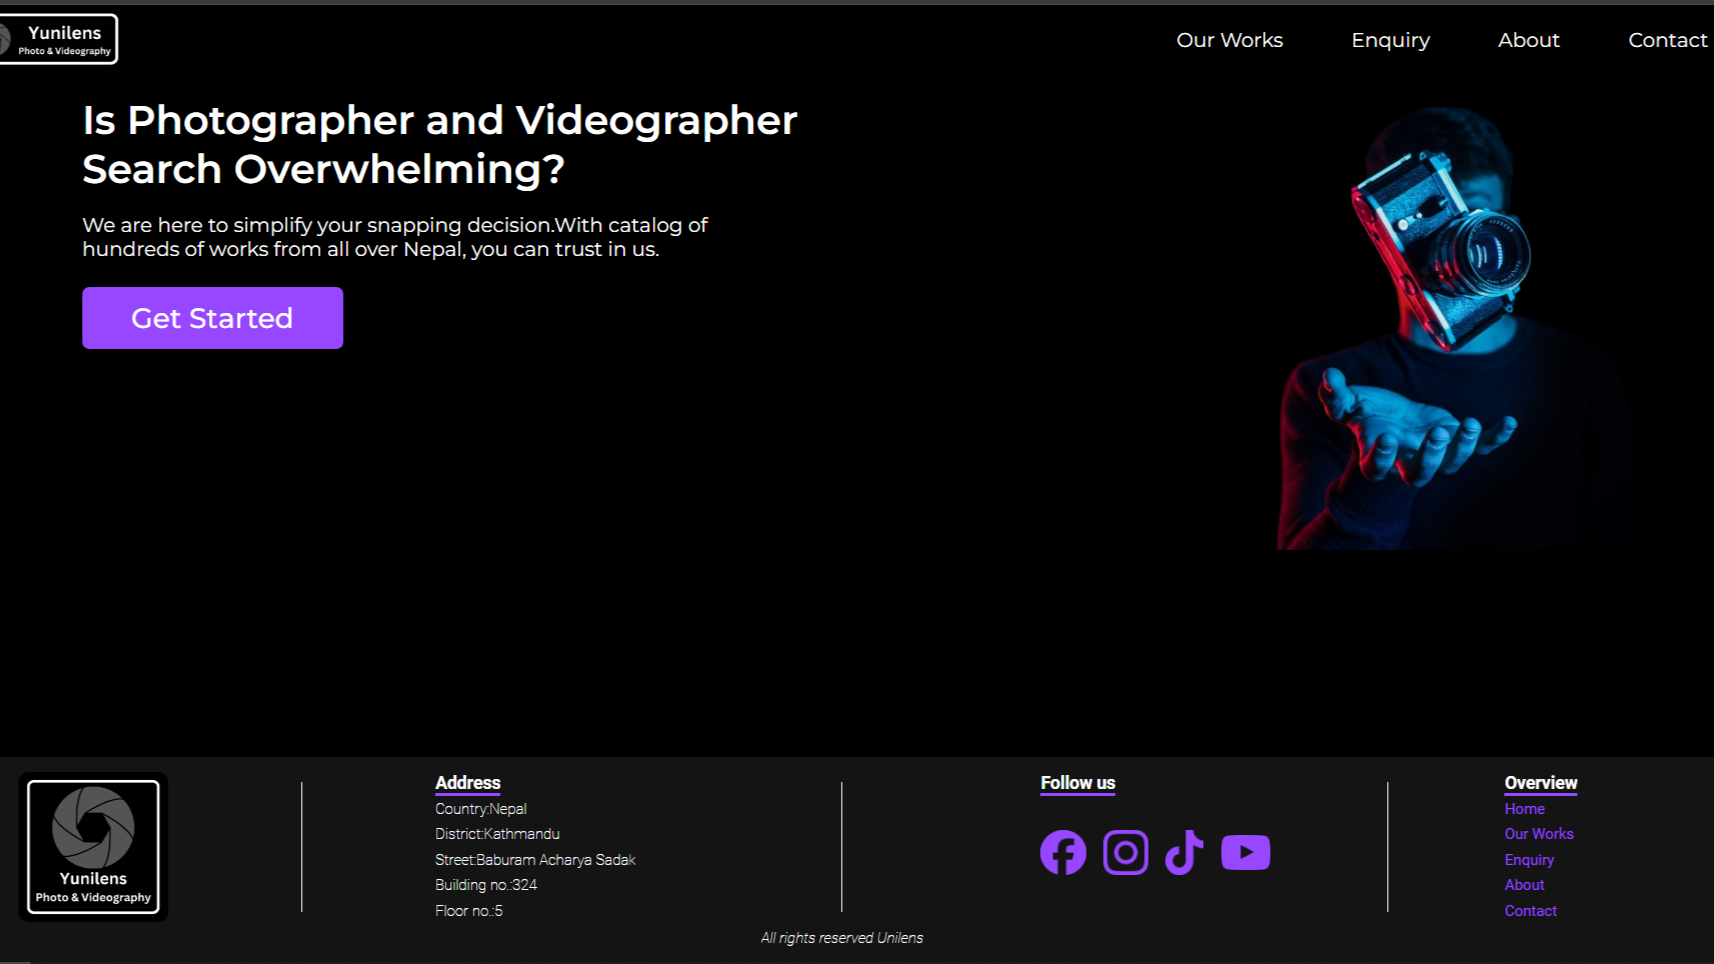 Yunilens
Photo & Videography
Our Works
Enquiry
About
Contact
Is Photographer and Videographer
Search Overwhelming?
We are here to simplify your snapping decision.With catalog of
hundreds of works from all over Nepal, you can trust in us.
Get Started
Yunilens
Photo & Videography
Address
Country:Nepal
District:Kathmandu
Street:Baburam Acharya Sadak
Building no.:324
Floor no.:5
Follow us
Overview
Home
Our Works
Enquiry
About
Contact
All rights reserved Unilens